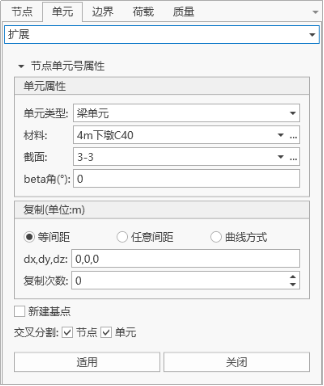 节点 单元 边界 荷载 质量
扩展
节点单元号属性
单元属性
单元类型: 梁单元
材料: 4m下墩C40 ...
截面: 3-3 ...
beta角(°): 0
复制(单位:m)
等间距 任意间距 曲线方式
dx,dy,dz: 0,0,0
复制次数: 0
新建基点
交叉分割: 节点 单元
适用 关闭